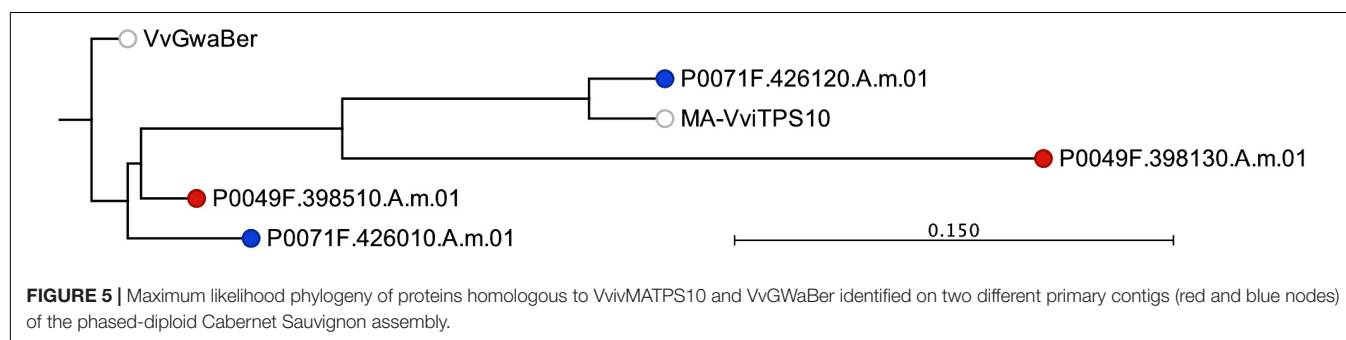 VvGwaBer
P0071F.426120.A.m.01
MA-VviTPS10
P0049F.398130.A.m.01
P0049F.398510.A.m.01
P0071F.426010.A.m.01
0.150
FIGURE 5 | Maximum likelihood phylogeny of proteins homologous to VvivMATPS10 and VvGWaBer identified on two different primary contigs (red and blue nodes)
of the phased-diploid Cabernet Sauvignon assembly.